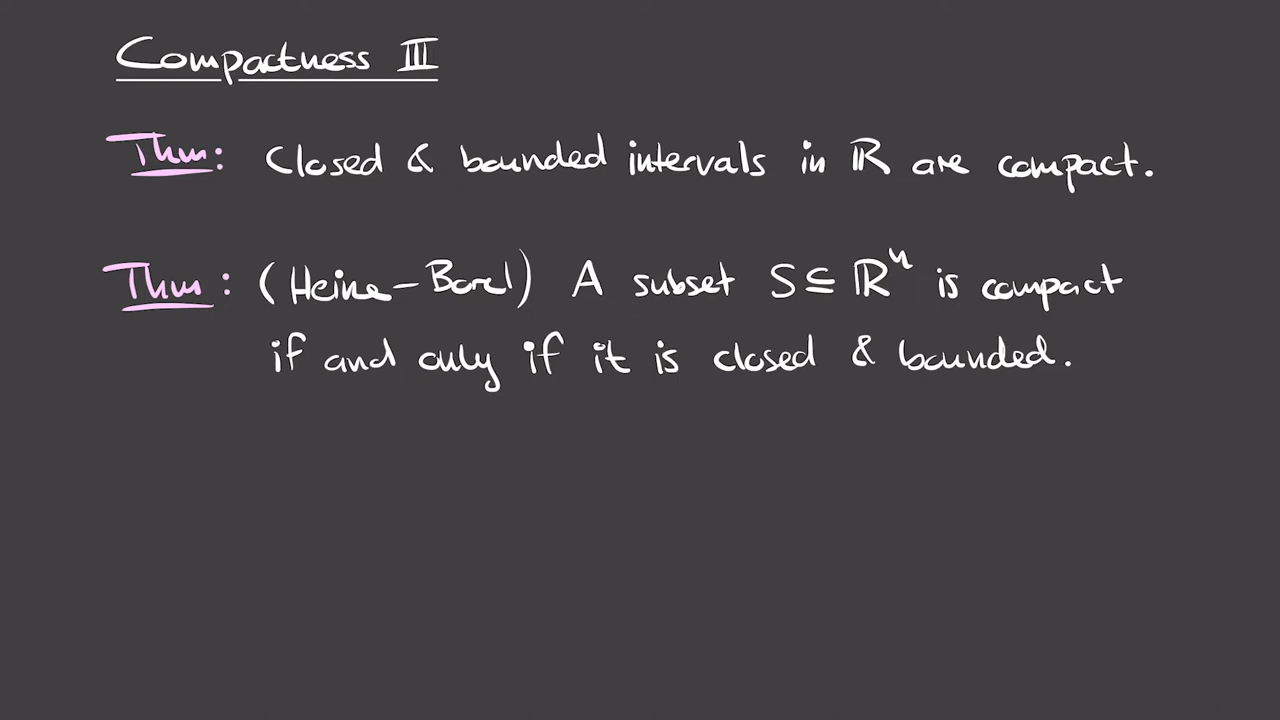 Compactness III
Thm: Closed & bounded intervals in ℝ are compact.
Thm: (Heine-Borel) A subset S ⊆ ℝⁿ is compact
if and only if it is closed & bounded.